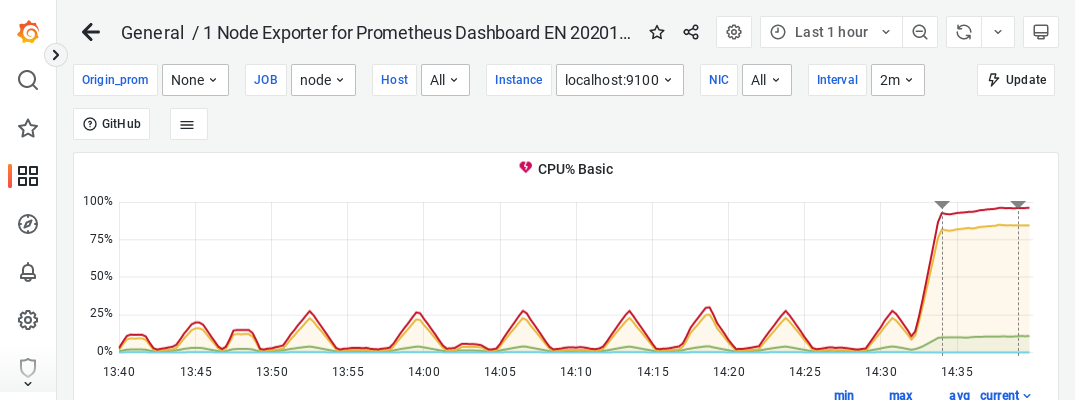 General / 1 Node Exporter for Prometheus Dashboard EN 20201... Last 1 hour
Origin_prom None JOB node Host All Instance localhost:9100 NIC All Interval 2m Update
GitHub
CPU% Basic
100%
75%
50%
25%
0%
13:40 13:45 13:50 13:55 14:00 14:05 14:10 14:15 14:20 14:25 14:30 14:35
min max avg current